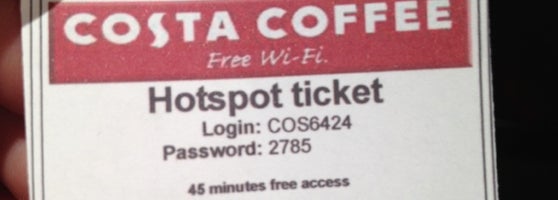 COSTA COFFEE
Free Wi-Fi.
Hotspot ticket
Login: COS6424
Password: 2785
45 minutes free access